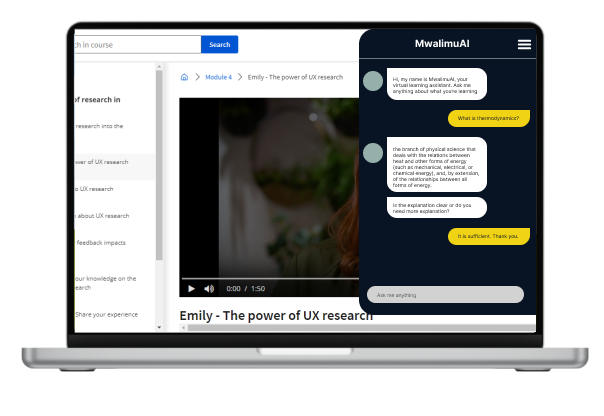 ch in course
Search
Module 4
Emily - The power of UX research
of research in
research into the
wer of UX research
o UX research
about UX research
feedback impacts
our knowledge on the
earch
Share your experience
0:00 / 1:50
Emily - The power of UX research
MwalimuAI
Hi, my name is MwalimuAI, your
virtual learning assistant. Ask me
anything about what you're learning
What is thermodynamics?
the branch of physical science that
deals with the relations between
heat and other forms of energy
(such as mechanical, electrical, or
chemical energy), and, by extension,
of the relationships between all
forms of energy.
Is the explanation clear or do you
need more explanation?
It is sufficient, Thank you.
Ask me anything